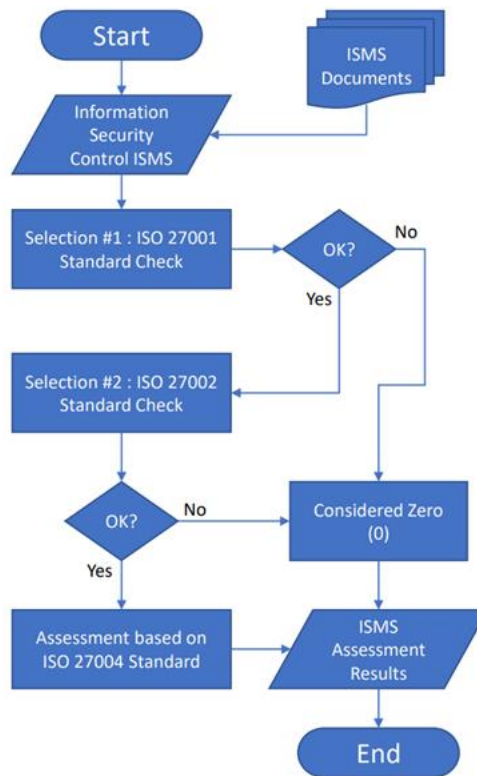 Start
ISMS
Documents
Information
Security
Control ISMS
Selection #1 : ISO 27001
Standard Check
OK?
No
Yes
Selection #2 : ISO 27002
Standard Check
OK?
No
Yes
Considered Zero
(0)
Assessment based on
ISO 27004 Standard
ISMS
Assessment
Results
End